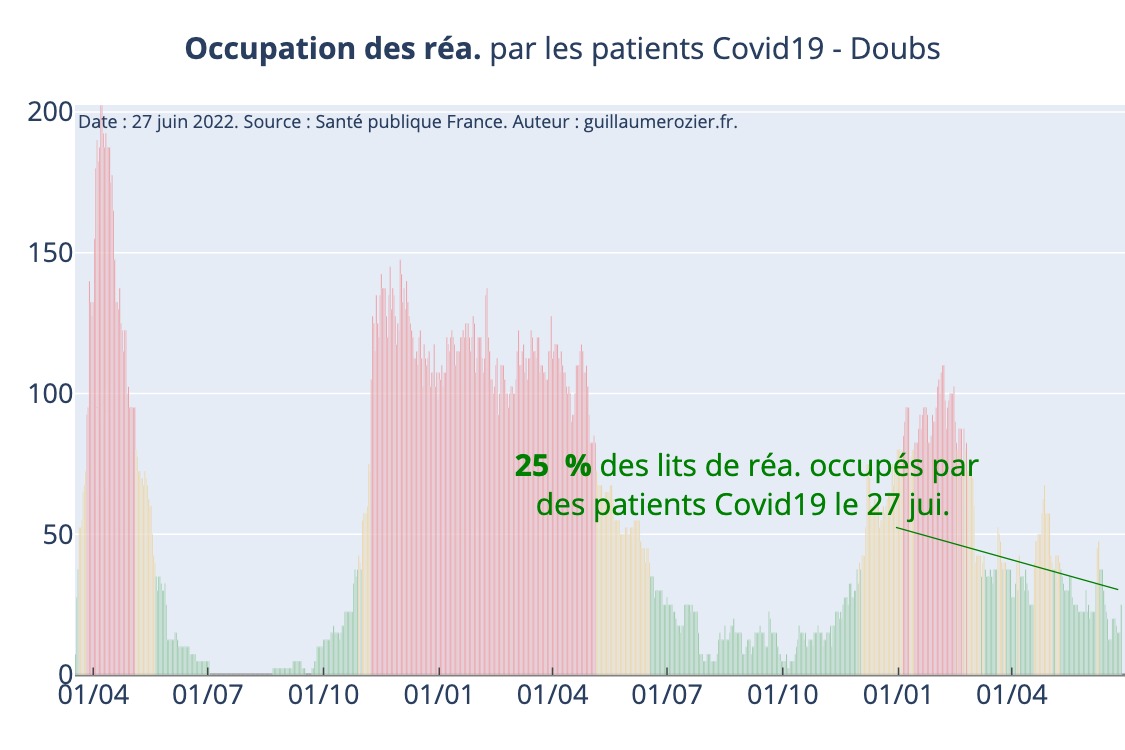 Occupation des réa. par les patients Covid19 - Doubs
200
Date : 27 juin 2022. Source : Santé publique France. Auteur : guillaumerozier.fr.
150
100
25 % des lits de réa. occupés par
des patients Covid19 le 27 jui.
50
0
01/04 01/07 01/10 01/01 01/04 01/07 01/10 01/01 01/04